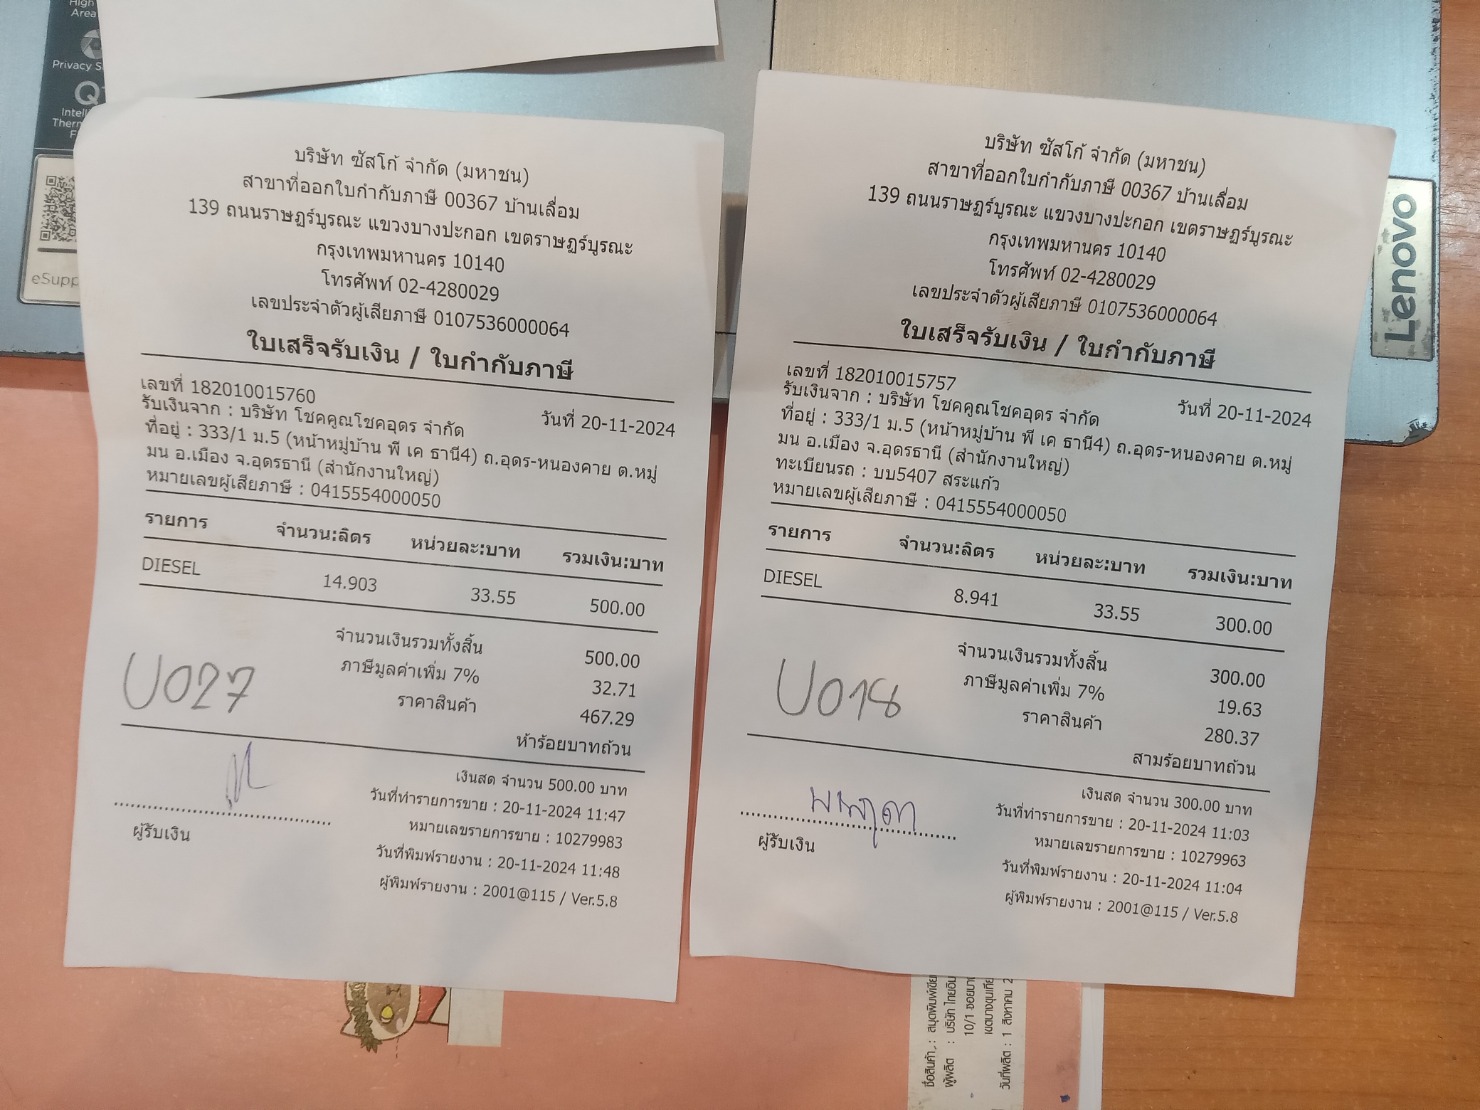 High
Area
Privacy S
Q
Intell
Therm
F
eSupp
บริษัท ซัสโก้ จำกัด (มหาชน)
สาขาที่ออกใบกำกับภาษี 00367 บ้านเลื่อม
139 ถนนราษฎร์บูรณะ แขวงบางปะกอก เขตราษฎร์บูรณะ
กรุงเทพมหานคร 10140
โทรศัพท์ 02-4280029
เลขประจำตัวผู้เสียภาษี 0107536000064
ใบเสร็จรับเงิน / ใบกำกับภาษี
เลขที่ 182010015760
วันที่ 20-11-2024
รับเงินจาก : บริษัท โชคคูณโชคอุดร จำกัด
ที่อยู่ : 333/1 ม.5 (หน้าหมู่บ้าน พี เค ธานี4) ถ.อุดร-หนองคาย ต.หมู่
มน อ.เมือง จ.อุดรธานี (สำนักงานใหญ่)
หมายเลขผู้เสียภาษี : 0415554000050
รายการ จำนวน:ลิตร หน่วยละ:บาท รวมเงิน:บาท
DIESEL 14.903 33.55 500.00
จำนวนเงินรวมทั้งสิ้น 500.00
ภาษีมูลค่าเพิ่ม 7% 32.71
ราคาสินค้า 467.29
U027
ห้าร้อยบาทถ้วน
เงินสด จำนวน 500.00 บาท
วันที่ทำรายการขาย : 20-11-2024 11:47
หมายเลขรายการขาย : 10279983
วันที่พิมพ์รายงาน : 20-11-2024 11:48
ผู้พิมพ์รายงาน : 2001@115 / Ver.5.8
ผู้รับเงิน
บริษัท ซัสโก้ จำกัด (มหาชน)
สาขาที่ออกใบกำกับภาษี 00367 บ้านเลื่อม
139 ถนนราษฎร์บูรณะ แขวงบางปะกอก เขตราษฎร์บูรณะ
กรุงเทพมหานคร 10140
โทรศัพท์ 02-4280029
เลขประจำตัวผู้เสียภาษี 0107536000064
ใบเสร็จรับเงิน / ใบกำกับภาษี
เลขที่ 182010015757
วันที่ 20-11-2024
รับเงินจาก : บริษัท โชคคูณโชคอุดร จำกัด
ที่อยู่ : 333/1 ม.5 (หน้าหมู่บ้าน พี เค ธานี4) ถ.อุดร-หนองคาย ต.หมู่
มน อ.เมือง จ.อุดรธานี (สำนักงานใหญ่)
ทะเบียนรถ : บบ5407 สระแก้ว
หมายเลขผู้เสียภาษี : 0415554000050
รายการ จำนวน:ลิตร หน่วยละ:บาท รวมเงิน:บาท
DIESEL 8.941 33.55 300.00
จำนวนเงินรวมทั้งสิ้น 300.00
ภาษีมูลค่าเพิ่ม 7% 19.63
ราคาสินค้า 280.37
U018
สามร้อยบาทถ้วน
เงินสด จำนวน 300.00 บาท
วันที่ทำรายการขาย : 20-11-2024 11:03
หมายเลขรายการขาย : 10279963
วันที่พิมพ์รายงาน : 20-11-2024 11:04
ผู้พิมพ์รายงาน : 2001@115 / Ver.5.8
ผู้รับเงิน
Lenovo
ชื่อสินค้า :
ผู้ผลิต : บริษัท
10/1
วันที่ผลิต : 1 สิงหาคม 2